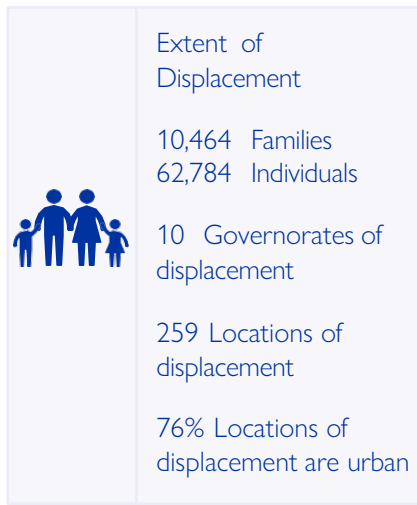 Extent of
Displacement
10,464 Families
62,784 Individuals
10 Governorates of
displacement
259 Locations of
displacement
76% Locations of
displacement are urban